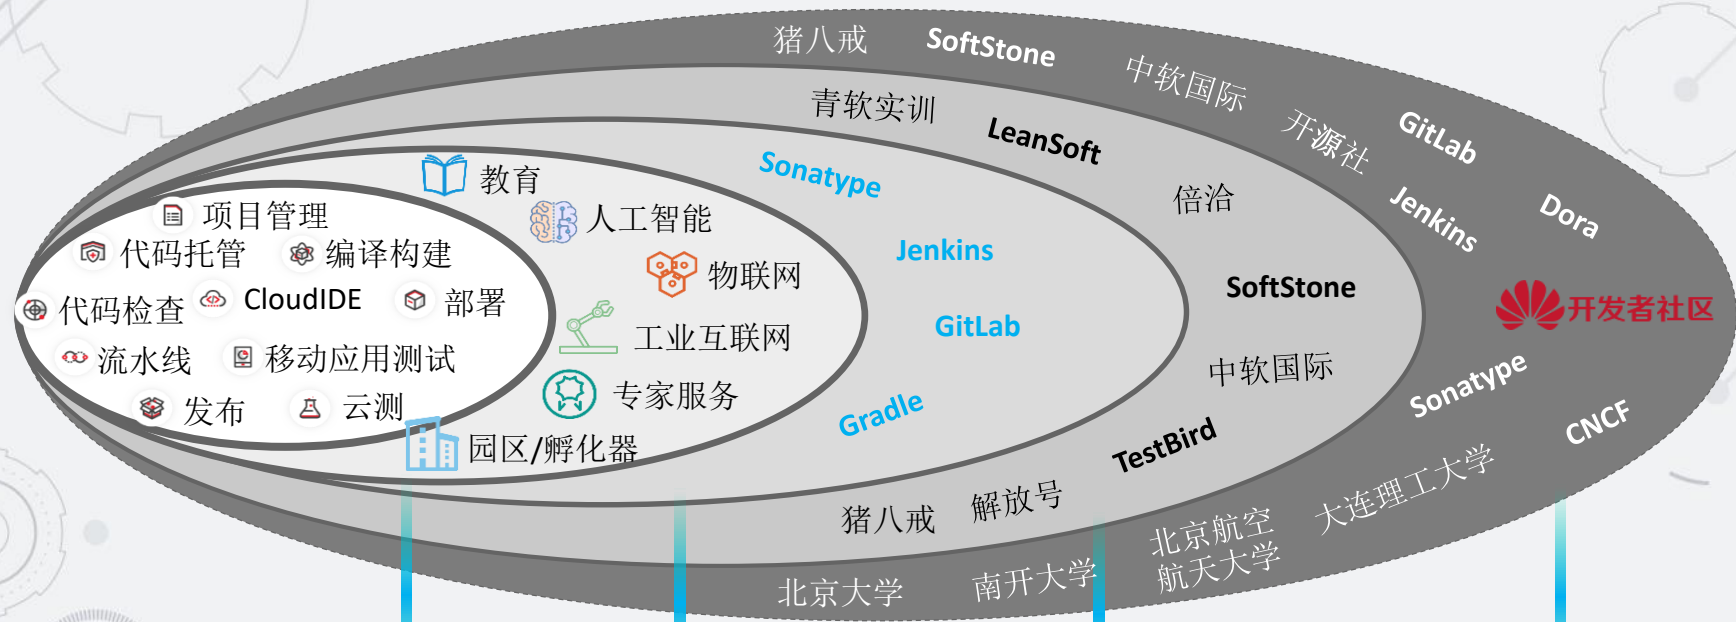 项目管理
代码托管
编译构建
代码检查
CloudIDE
部署
流水线
移动应用测试
发布
云测
教育
人工智能
物联网
工业互联网
专家服务
园区/孵化器
Sonatype
Jenkins
GitLab
Gradle
青软实训
LeanSoft
倍洽
SoftStone
中软国际
TestBird
解放号
猪八戒
猪八戒
SoftStone
中软国际
开源社
GitLab
Jenkins
Dora
开发者社区
Sonatype
CNCF
大连理工大学
北京航空
航天大学
南开大学
北京大学